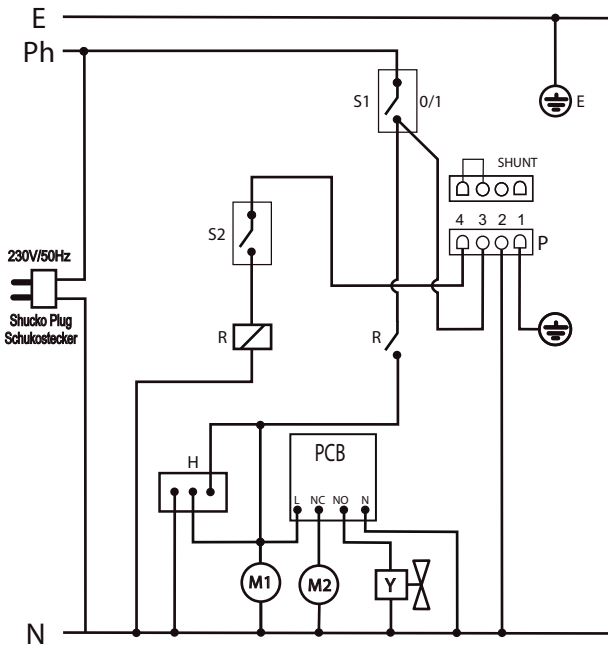 E
Ph
S1 0/1
E
SHUNT
4 3 2 1
P
S2
230V/50Hz
Shucko Plug
Schukostecker
R
R
H
PCB
L NC NO N
M1
M2
Y
N